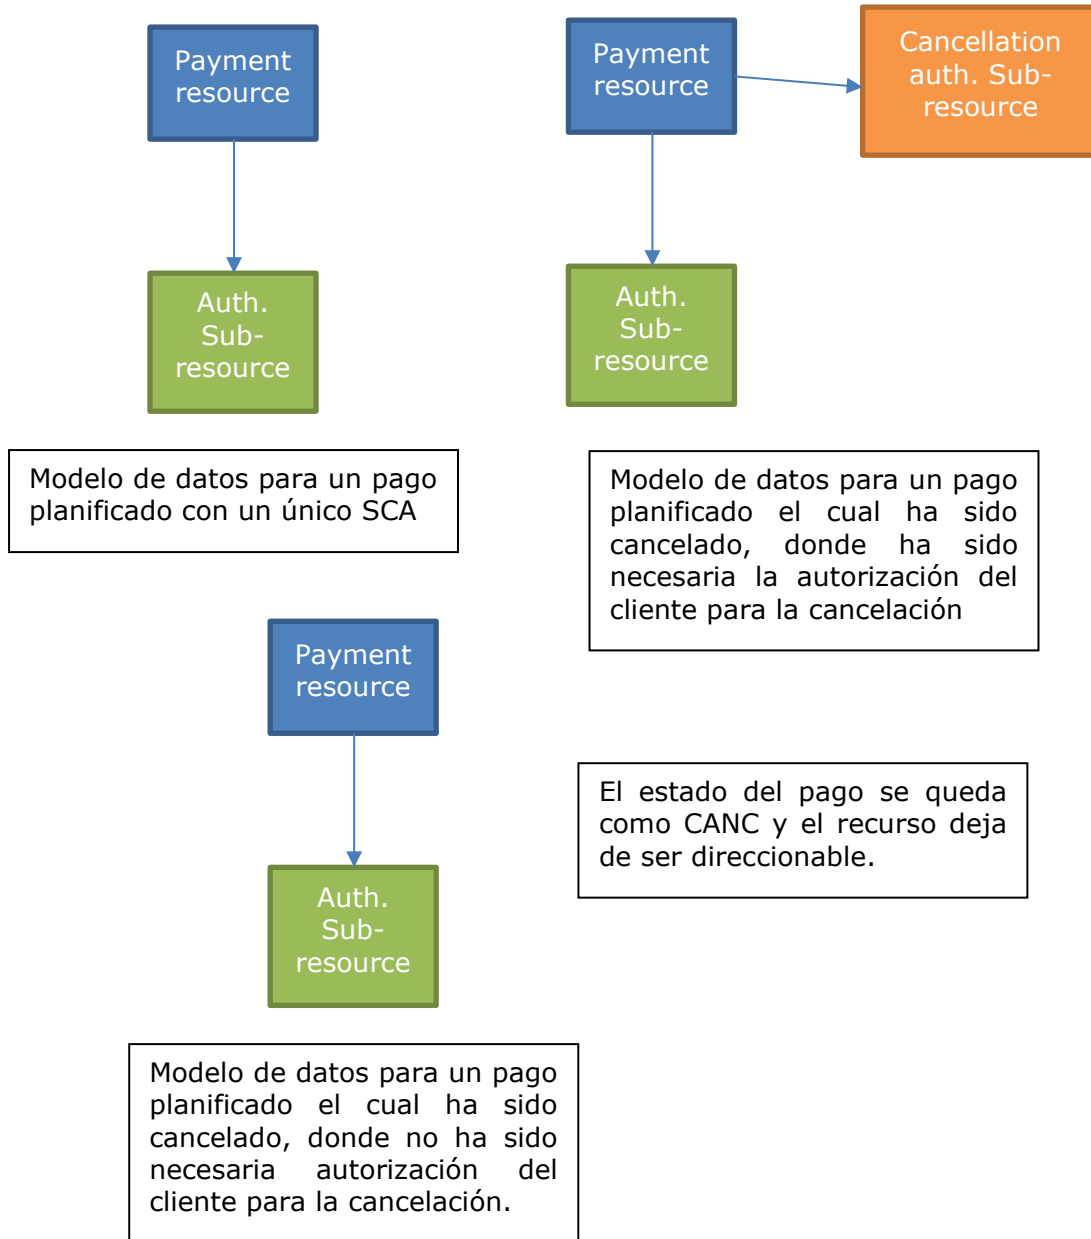 Payment
resource
Auth.
Sub-
resource
Modelo de datos para un pago
planificado con un único SCA
Payment
resource
Cancellation
auth. Sub-
resource
Auth.
Sub-
resource
Modelo de datos para un pago
planificado el cual ha sido
cancelado, donde ha sido
necesaria la autorización del
cliente para la cancelación
Payment
resource
Auth.
Sub-
resource
El estado del pago se queda
como CANC y el recurso deja
de ser direccionable.
Modelo de datos para un pago
planificado el cual ha sido
cancelado, donde no ha sido
necesaria autorización del
cliente para la cancelación.